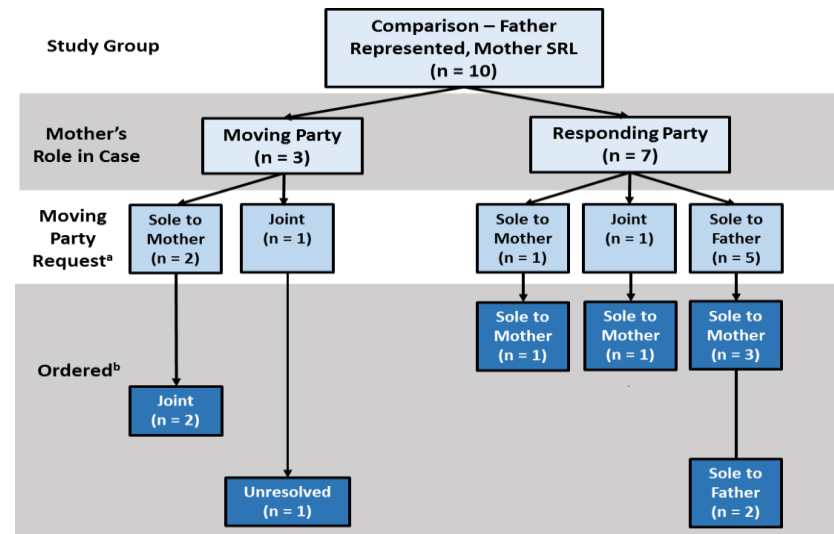 Study Group
Comparison – Father
Represented, Mother SRL
(n = 10)
Mother's
Role in Case
Moving Party
(n = 3)
Responding Party
(n = 7)
Moving
Party
Requestᵃ
Sole to
Mother
(n = 2)
Joint
(n = 1)
Sole to
Mother
(n = 1)
Joint
(n = 1)
Sole to
Father
(n = 5)
Orderedᵇ
Sole to
Mother
(n = 1)
Sole to
Mother
(n = 1)
Sole to
Mother
(n = 3)
Joint
(n = 2)
Unresolved
(n = 1)
Sole to
Father
(n = 2)